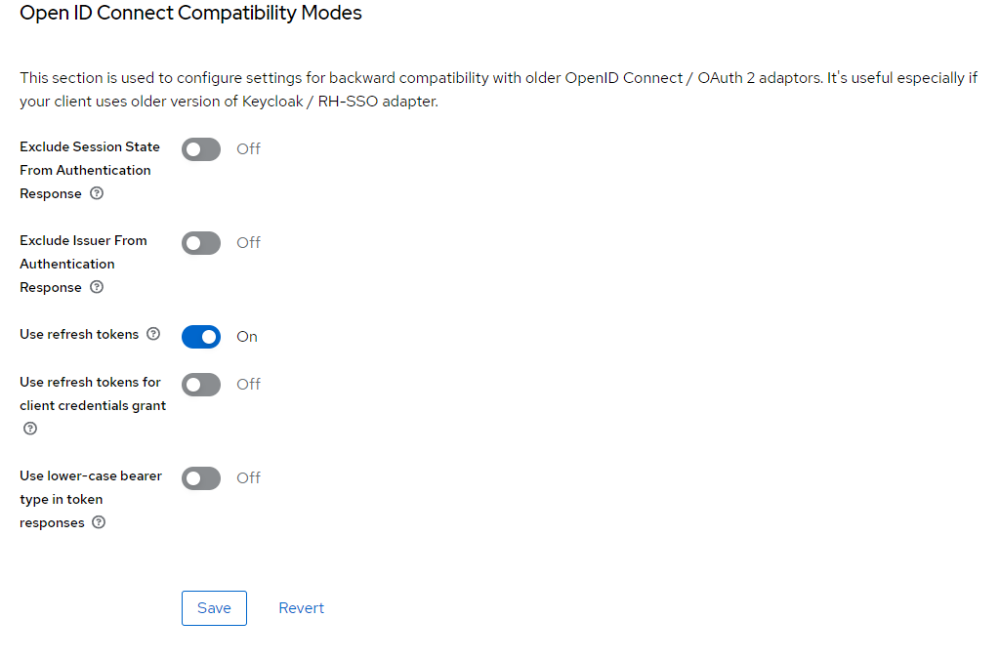 Open ID Connect Compatibility Modes
This section is used to configure settings for backward compatibility with older OpenID Connect / OAuth 2 adaptors. It's useful especially if
your client uses older version of Keycloak / RH-SSO adapter.
Exclude Session State
From Authentication
Response
Off
Exclude Issuer From
Authentication
Response
Off
Use refresh tokens
On
Use refresh tokens for
client credentials grant
Off
Use lower-case bearer
type in token
responses
Off
Save
Revert